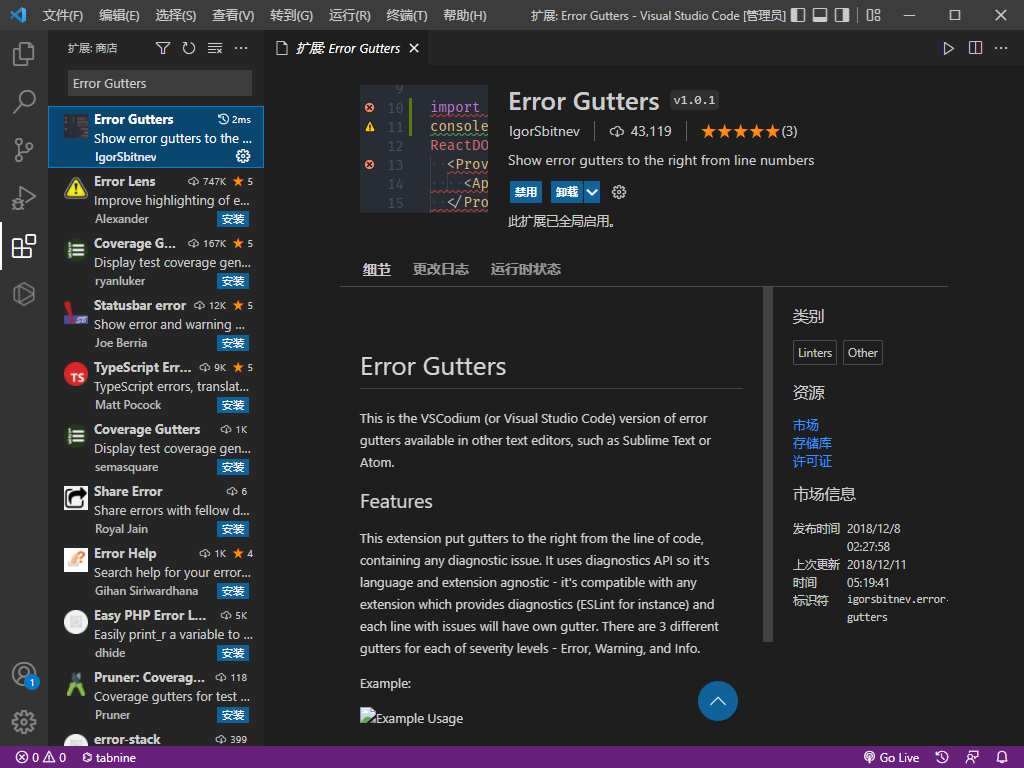 文件(F) 编辑(E) 选择(S) 查看(V) 转到(G) 运行(R) 终端(T) 帮助(H) 扩展: Error Gutters - Visual Studio Code [管理员]
扩展: 商店
扩展: Error Gutters
Error Gutters
Error Gutters 2ms
Show error gutters to the ...
IgorSbitnev
Error Lens 747K 5
Improve highlighting of e...
Alexander 安装
Coverage G... 167K 5
Display test coverage gen...
ryanluker 安装
Statusbar error 12K 5
Show error and warning ...
Joe Berria 安装
TS
TypeScript Err... 9K 5
TypeScript errors, translat...
Matt Pocock 安装
Coverage Gutters 1K
Display test coverage gen...
semasquare 安装
Share Error 6
Share errors with fellow d...
Royal Jain 安装
Error Help 1K 4
Search help for your error...
Gihan Siriwardhana 安装
Easy PHP Error L... 5K
Easily print_r a variable to ...
dhide 安装
Pruner: Coverag... 118
Coverage gutters for test ...
Pruner 安装
error-stack 399
9
10 import
11 console
12 ReactDO
13 <Prov
14 <Ap
15 </Pro
Error Gutters v1.0.1
IgorSbitnev 43,119 (3)
Show error gutters to the right from line numbers
禁用 卸载
此扩展已全局启用。
细节 更改日志 运行时状态
Error Gutters
This is the VSCodium (or Visual Studio Code) version of error
gutters available in other text editors, such as Sublime Text or
Atom.
Features
This extension put gutters to the right from the line of code,
containing any diagnostic issue. It uses diagnostics API so it's
language and extension agnostic - it's compatible with any
extension which provides diagnostics (ESLint for instance) and
each line with issues will have own gutter. There are 3 different
gutters for each of severity levels - Error, Warning, and Info.
Example:
Example Usage
类别
Linters Other
资源
市场
存储库
许可证
市场信息
发布时间 2018/12/8
02:27:58
上次更新 2018/12/11
时间 05:19:41
标识符 igorsbitnev.error-
gutters
1
0 0 tabnine Go Live